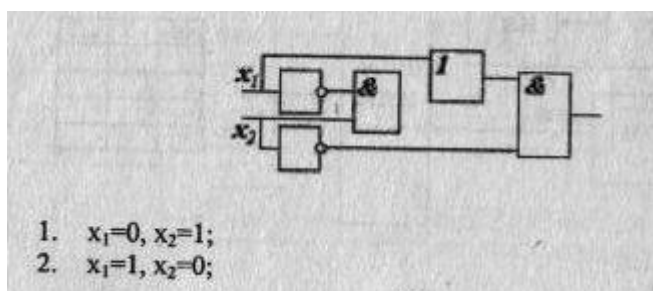 1
x₁ & &
x₂
1. x₁=0, x₂=1;
2. x₁=1, x₂=0;